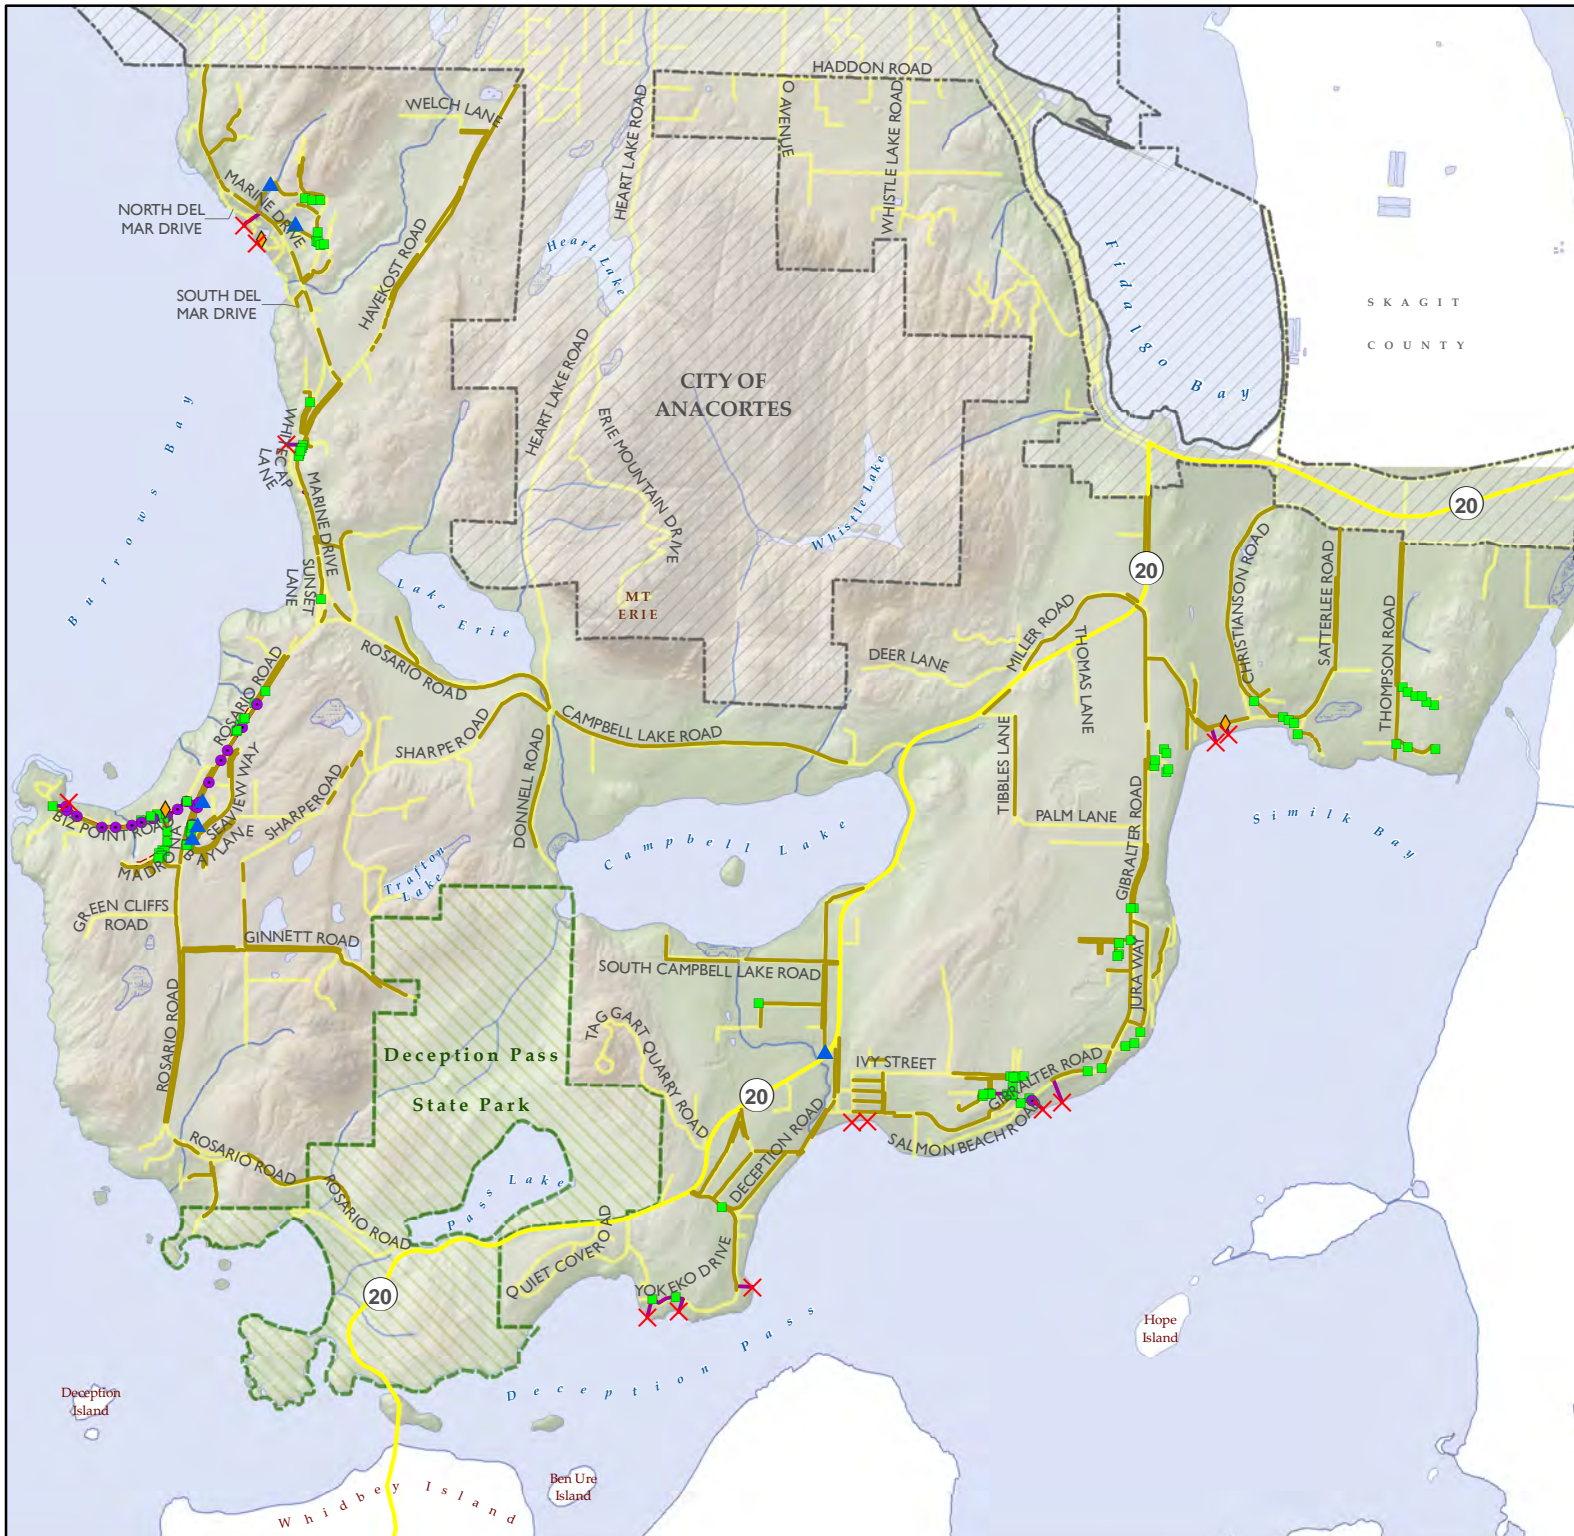 HADDON ROAD
WELCH LANE
HEART LAKE ROAD
O AVENUE
WHISTLE LAKE ROAD
MARINE DRIVE
NORTH DEL
MAR DRIVE
HAVEKOST ROAD
Heart Lake
Fidalgo Bay
SOUTH DEL
MAR DRIVE
SKAGIT
COUNTY
CITY OF
ANACORTES
HEART LAKE ROAD
ERIE MOUNTAIN DRIVE
Burrows Bay
WHITECAP
LANE
MARINE DRIVE
Whistle Lake
20
20
SUNSET
LANE
Lake
Erie
MT
ERIE
CHRISTIANSON ROAD
SATTERLEE ROAD
THOMPSON ROAD
MILLER ROAD
THOMAS LANE
DEER LANE
ROSARIO ROAD
ROSARIO ROAD
SHARPE ROAD
CAMPBELL LAKE ROAD
DONNELL ROAD
TIBBLES LANE
SEAVIEW WAY
SHARPE ROAD
BIZ POINT ROAD
BAY LANE
MADRONA
PALM LANE
GIBRALTER ROAD
Similk Bay
Campbell Lake
Trafton
Lake
GREEN CLIFFS
ROAD
GINNETT ROAD
SOUTH CAMPBELL LAKE ROAD
JURA WAY
ROSARIO ROAD
TAGGART QUARRY ROAD
Deception Pass
State Park
IVY STREET
GIBRALTER ROAD
20
SALMON BEACH ROAD
DECEPTION ROAD
ROSARIO ROAD
ROSARIO ROAD
Pass Lake
QUIET COVE ROAD
YOKEKO DRIVE
20
Hope
Island
Deception Pass
Deception
Island
Ben Ure
Island
Whidbey Island